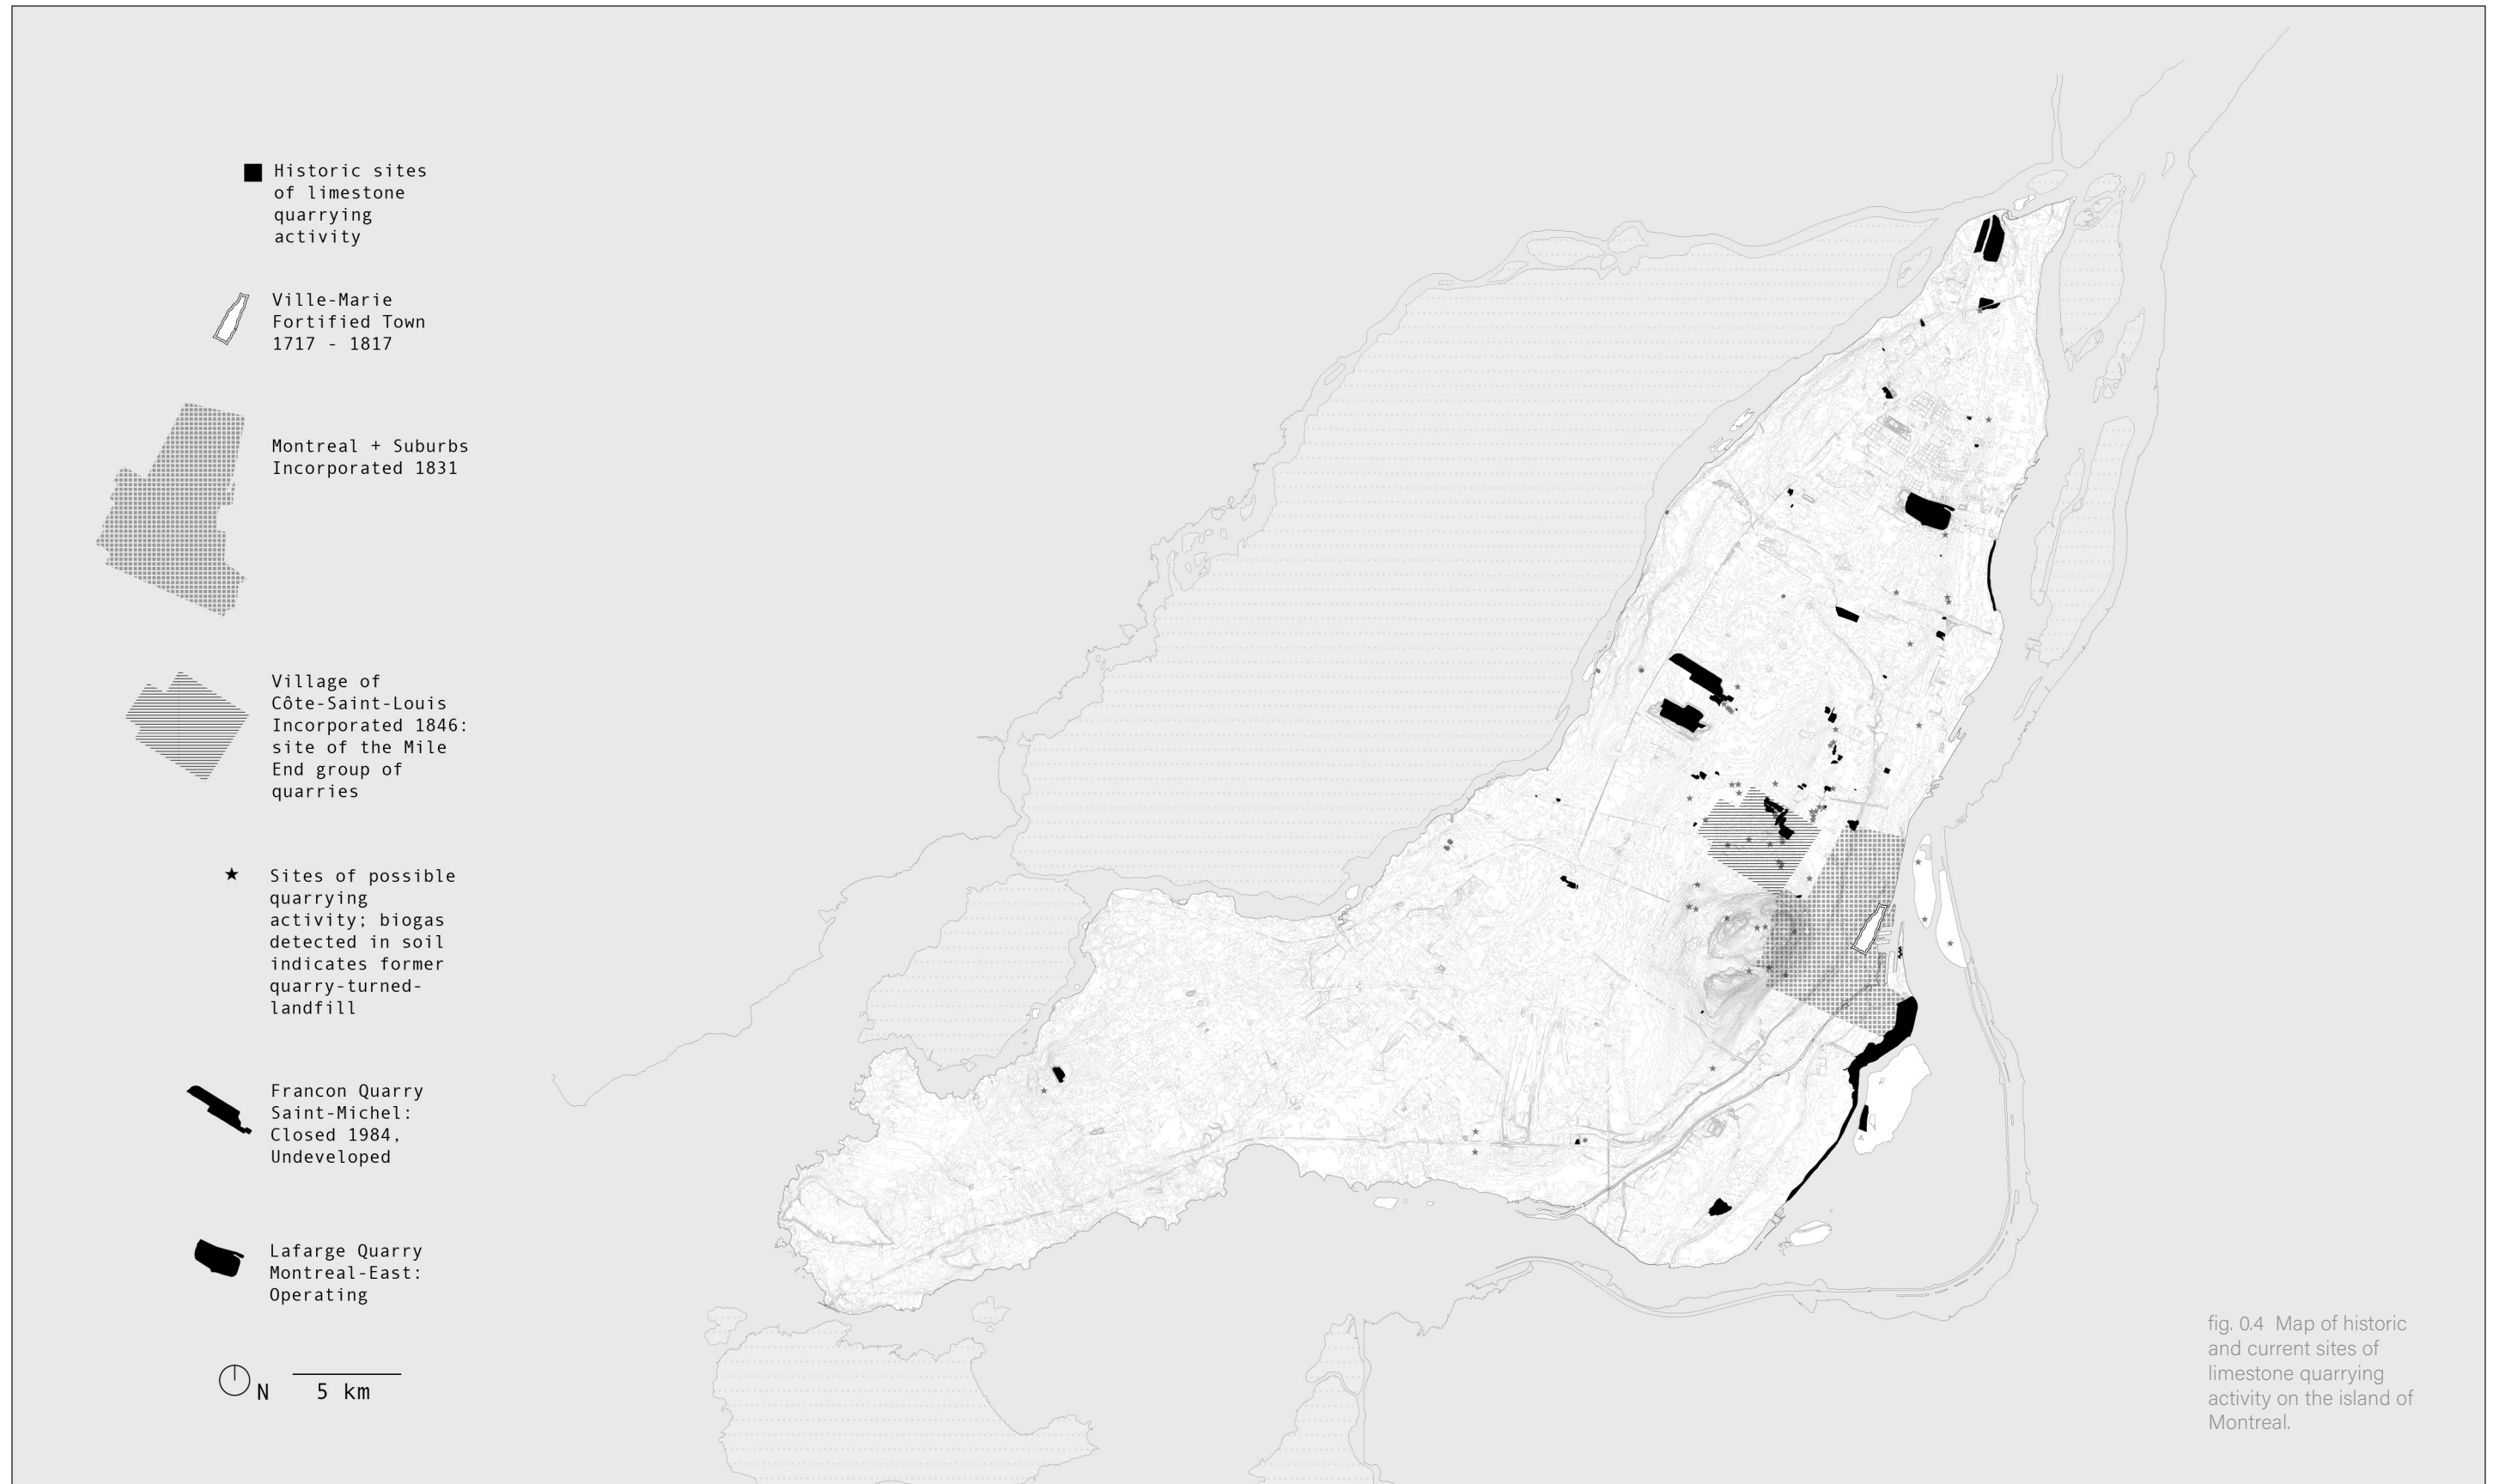 Historic sites
of limestone
quarrying
activity
Ville-Marie
Fortified Town
1717 - 1817
Montreal + Suburbs
Incorporated 1831
Village of
Côte-Saint-Louis
Incorporated 1846:
site of the Mile
End group of
quarries
Sites of possible
quarrying
activity; biogas
detected in soil
indicates former
quarry-turned-
landfill
Francon Quarry
Saint-Michel:
Closed 1984,
Undeveloped
Lafarge Quarry
Montreal-East:
Operating
N
5 km
fig. 0.4 Map of historic
and current sites of
limestone quarrying
activity on the island of
Montreal.